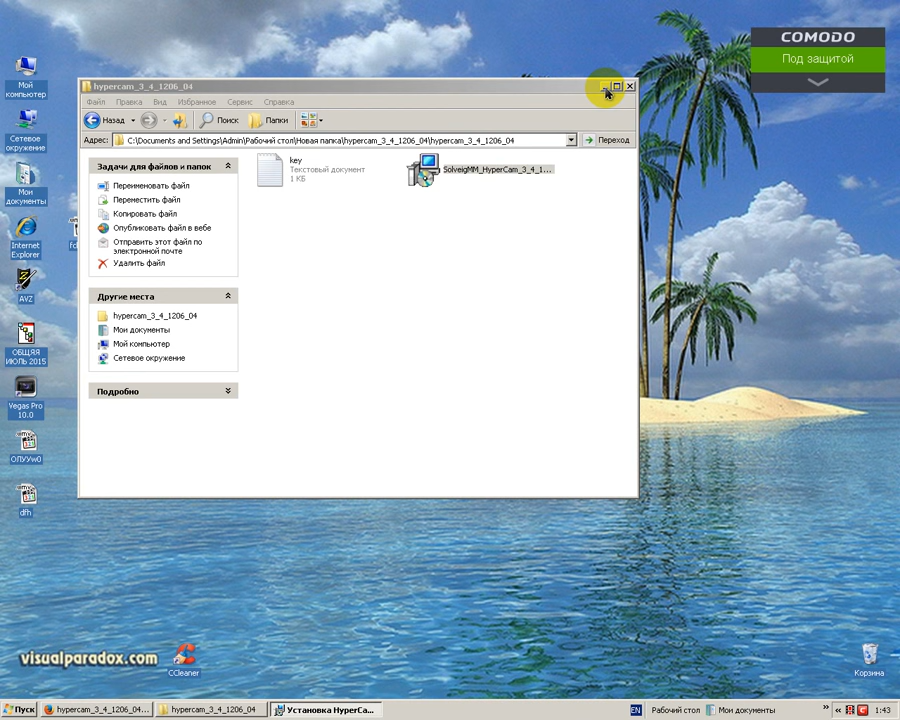 COMODO
Под защитой
Мой
компьютер
Сетевое
окружение
Мои
документы
Internet
Explorer
AVZ
ОБЩЯЯ
ИЮЛЬ 2015
Vegas Pro
10.0
dfh
hypercam_3_4_1206_04
Файл Правка Вид Избранное Сервис Справка
Назад Поиск Папки
Адрес: C:\Documents and Settings\Admin\Рабочий стол\Новая папка\hypercam_3_4_1206_04\hypercam_3_4_1206_04 Переход
Задачи для файлов и папок
Переименовать файл
Переместить файл
Копировать файл
Опубликовать файл в вебе
Отправить этот файл по
электронной почте
Удалить файл
Другие места
hypercam_3_4_1206_04
Мои документы
Мой компьютер
Сетевое окружение
Подробно
key
Текстовый документ
1 КБ
SolveigMM_HyperCam_3_4_1...
visualparadox.com
CCleaner
Корзина
Пуск hypercam_3_4_1206_04... hypercam_3_4_1206_04 Установка HyperCa... EN Рабочий стол Мои документы » « 1:43